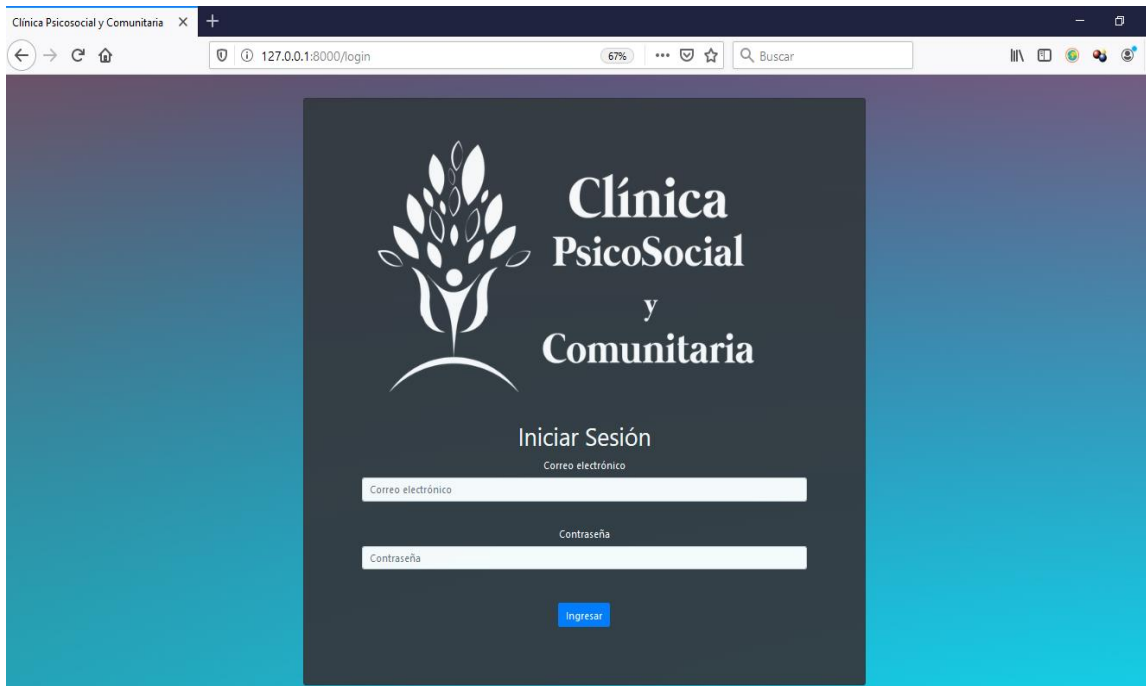 Clínica Psicosocial y Comunitaria
127.0.0.1:8000/login
67%
Buscar
Clínica
PsicoSocial
y
Comunitaria
Iniciar Sesión
Correo electrónico
Correo electrónico
Contraseña
Contraseña
Ingresar